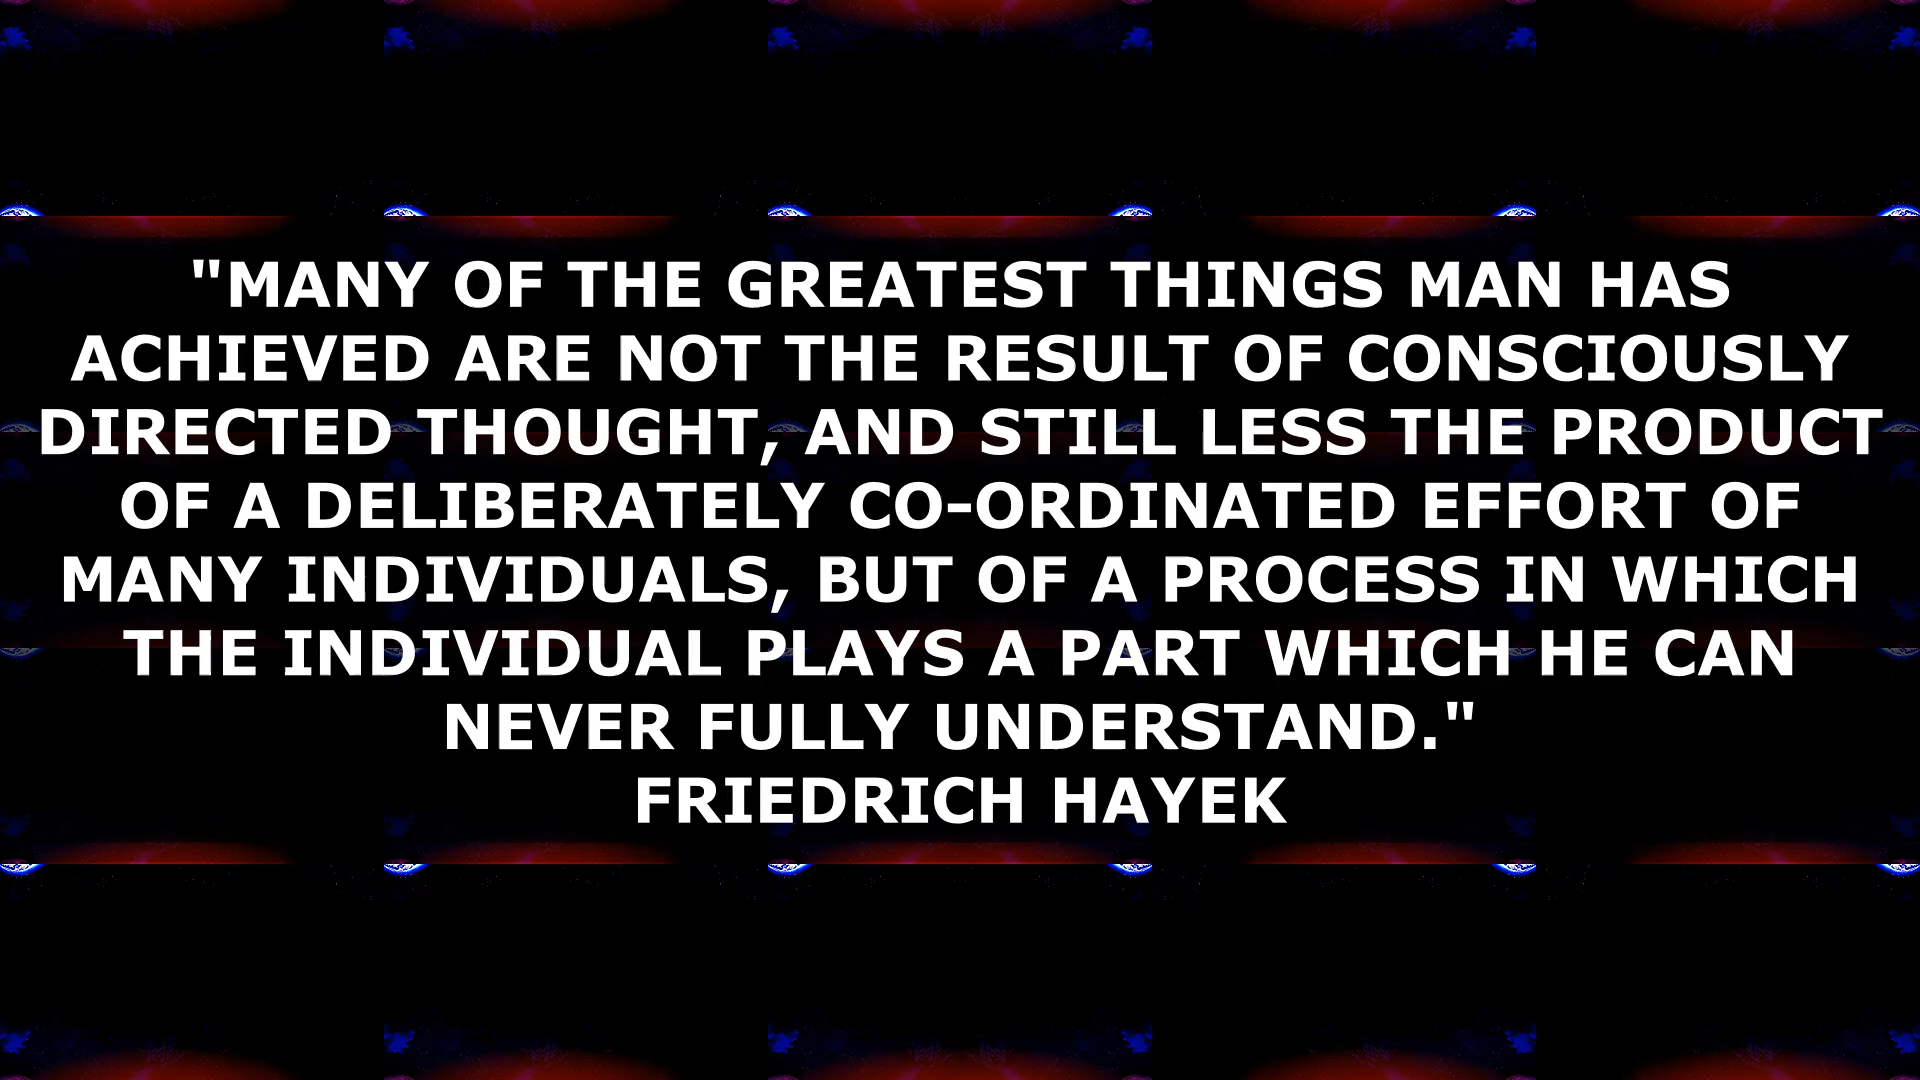 "MANY OF THE GREATEST THINGS MAN HAS
ACHIEVED ARE NOT THE RESULT OF CONSCIOUSLY
DIRECTED THOUGHT, AND STILL LESS THE PRODUCT
OF A DELIBERATELY CO-ORDINATED EFFORT OF
MANY INDIVIDUALS, BUT OF A PROCESS IN WHICH
THE INDIVIDUAL PLAYS A PART WHICH HE CAN
NEVER FULLY UNDERSTAND."
FRIEDRICH HAYEK